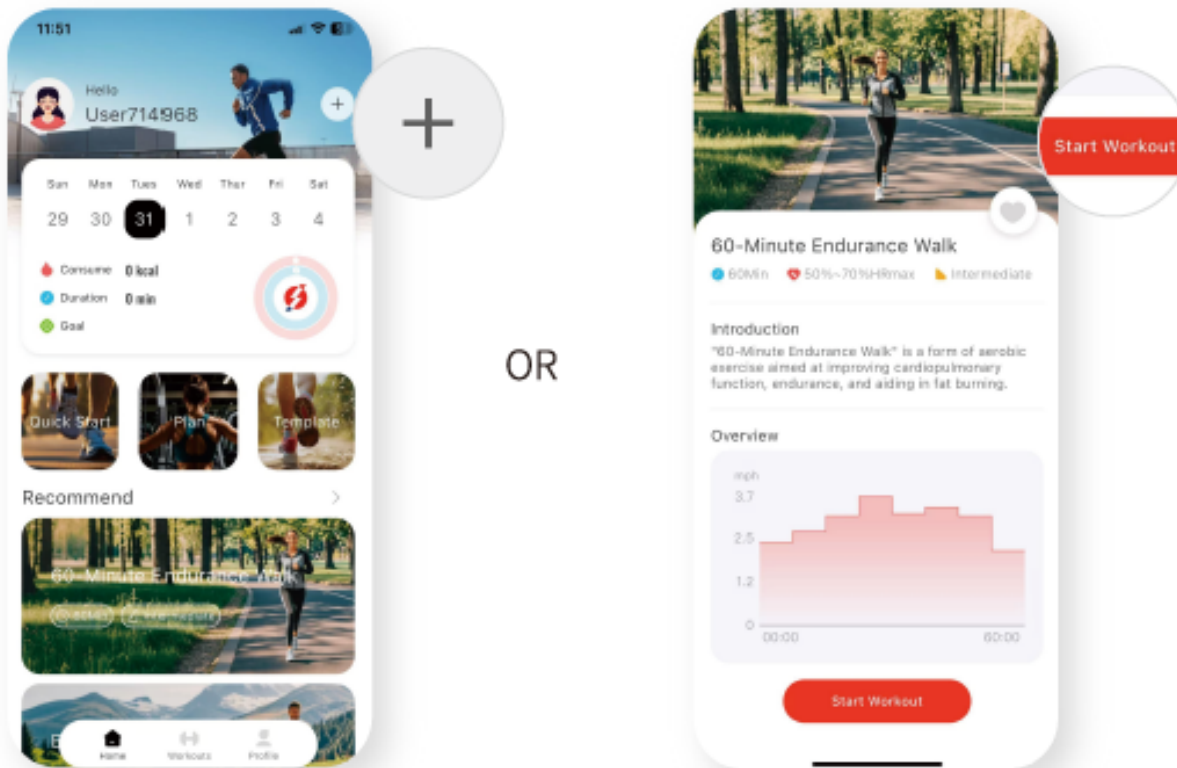 11:51
Hello
User714968
+
+
Sun Mon Tues Wed Thur Fri Sat
29 30 31 1 2 3 4
Consume 0 kcal
Duration 0 min
Goal
Quick Start
Plan
Template
Recommend
60-Minute Endurance Walk
Home
Workouts
Profile
OR
Start Workout
60-Minute Endurance Walk
60Min 50%~70%HRmax Intermediate
Introduction
"60-Minute Endurance Walk" is a form of aerobic
exercise aimed at improving cardiopulmonary
function, endurance, and aiding in fat burning.
Overview
mph
3.7
2.5
1.2
0
00:00 60:00
Start Workout